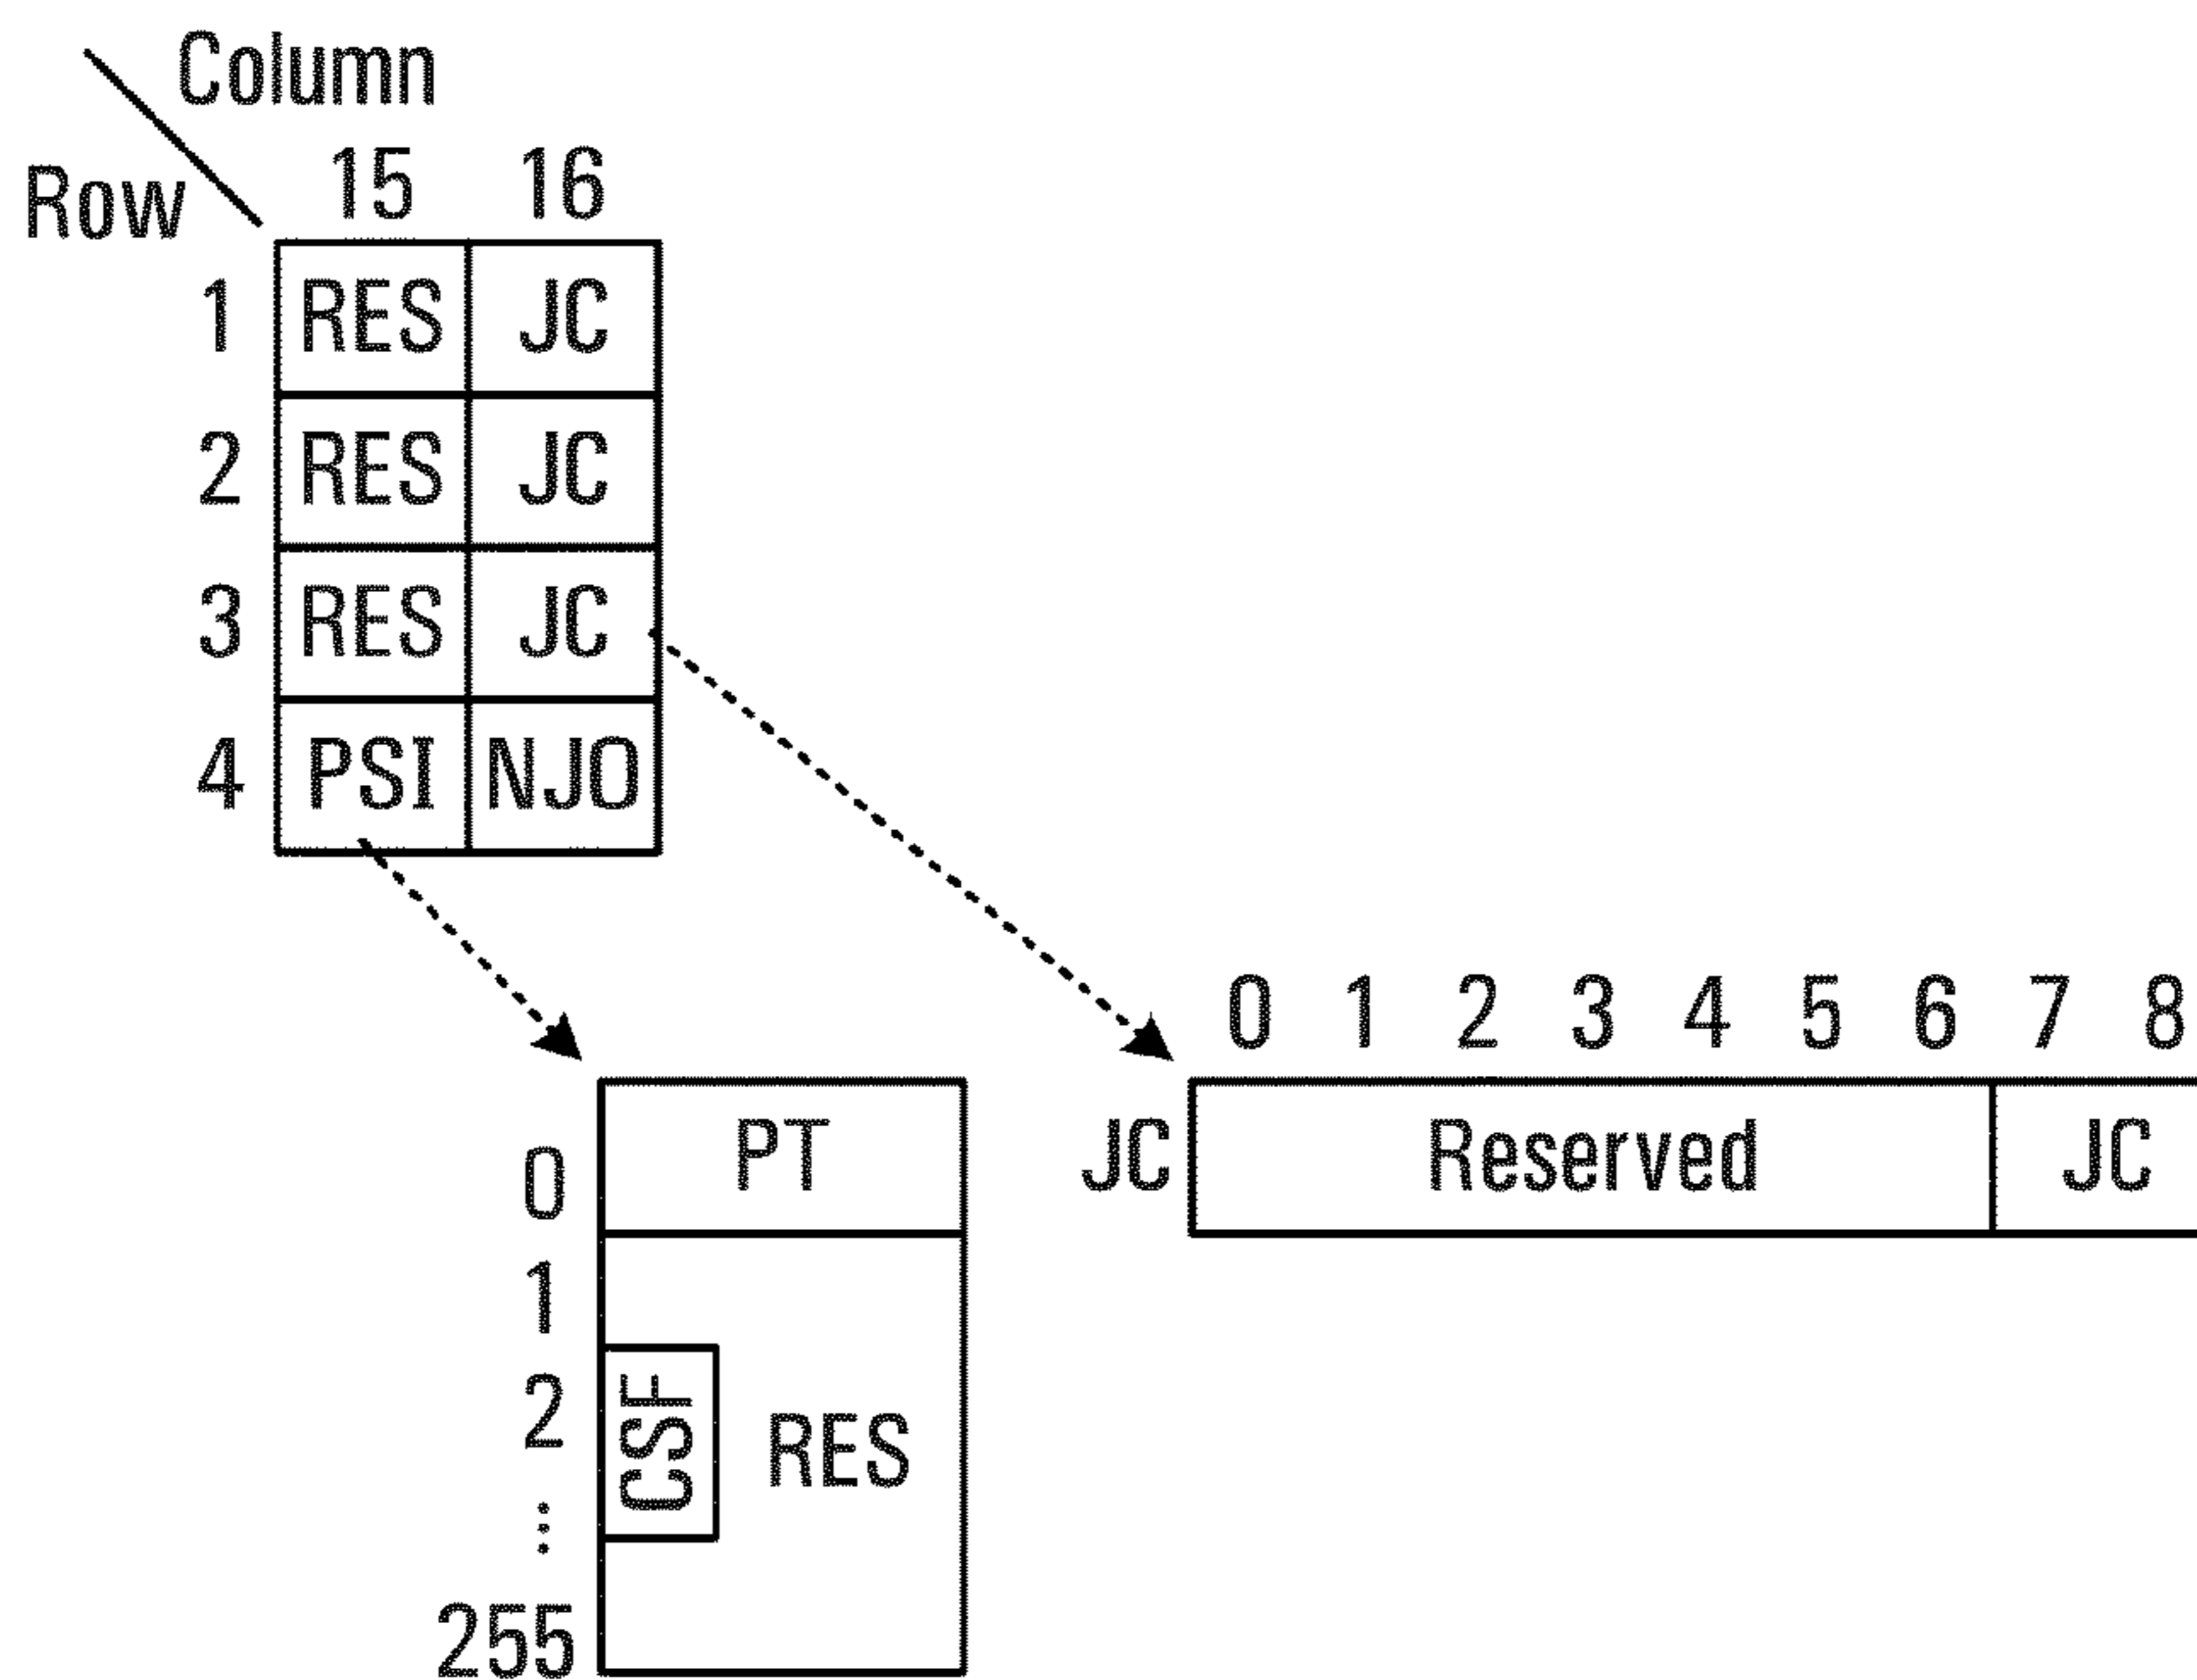 Column
Row 15 16
1 RES JC
2 RES JC
3 RES JC
4 PSI NJO
0 1 2 3 4 5 6 7 8
JC Reserved JC
0 PT
1
2 CSF RES
⋮
255